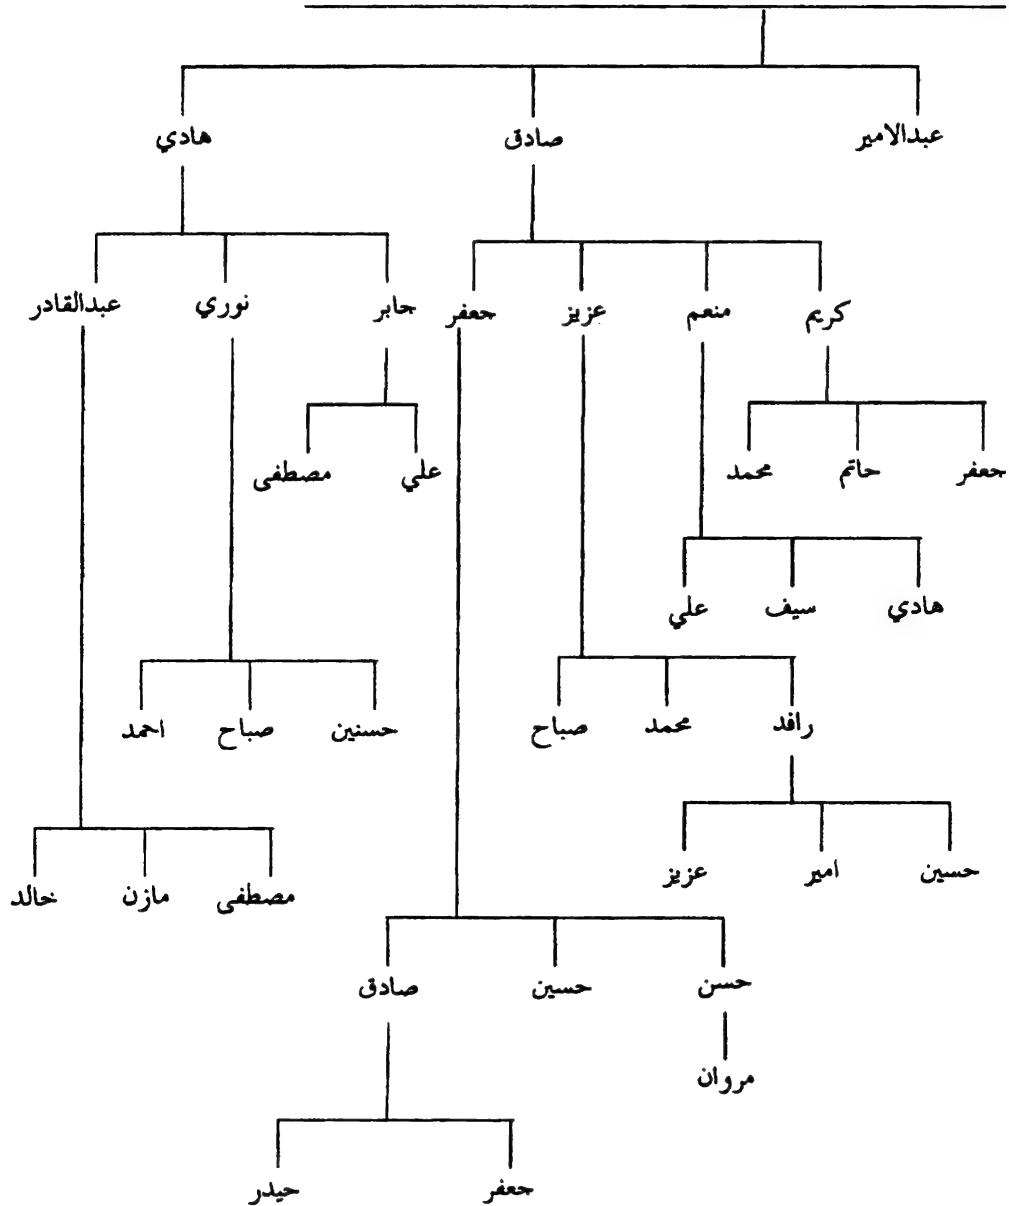 عبدالامير صادق هادي
كريم منعم عزيز جعفر جابر نوري عبدالقادر
جعفر حاتم محمد علي مصطفى
هادي سيف علي
رافد محمد صباح حسنين صباح احمد
حسين امير عزيز مصطفى مازن خالد
حسن حسين صادق
مروان
جعفر حيدر